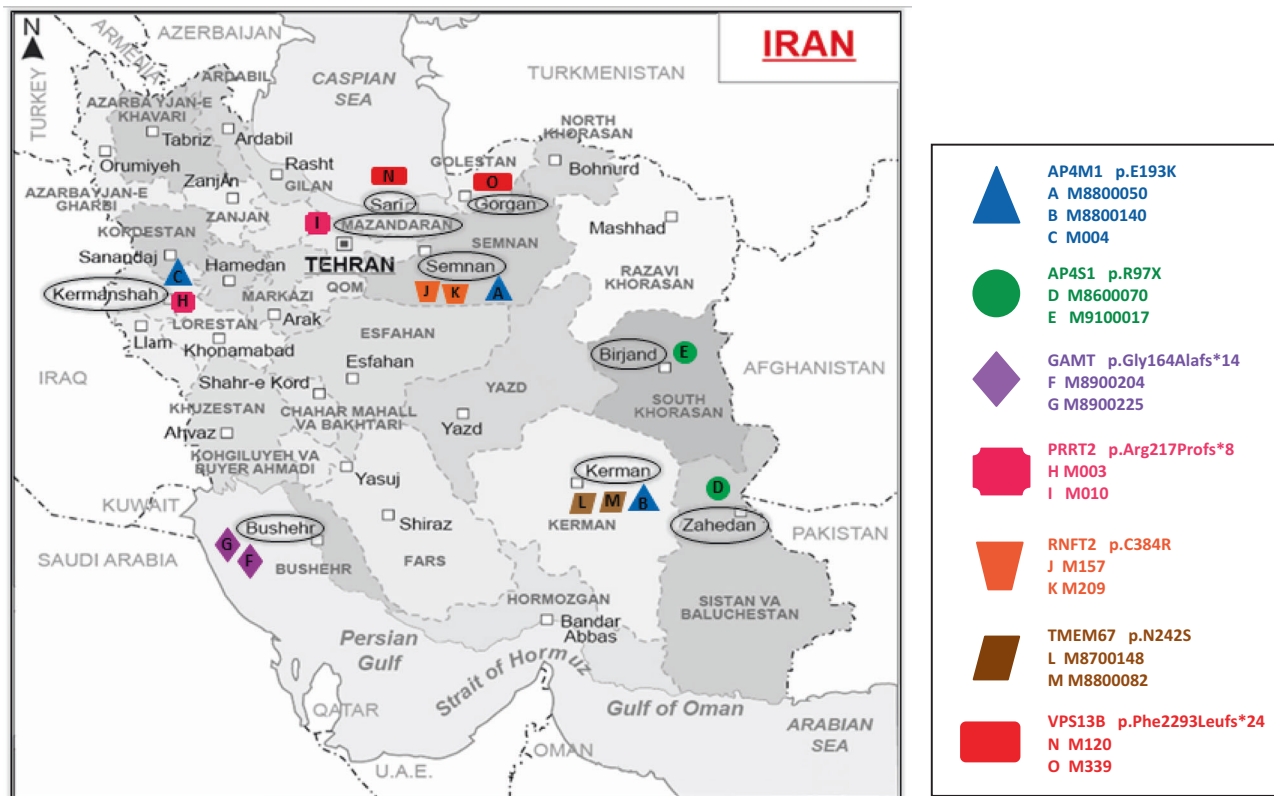 N
IRAN
AZERBAIJAN
ARMENIA
TURKEY
ARDABIL
CASPIAN
SEA
TURKMENISTAN
AZARBAYJAN-E
KHAVARI
Tabriz
Ardabil
NORTH
KHORASAN
Orumiyeh
Rasht
GOLESTAN
Bohnurd
Zanjan
GILAN
N
O
AZARBAYJAN-E
GHARBI
ZANJAN
Sari
Gorgan
I
MAZANDARAN
Mashhad
KORDESTAN
SEMNAN
Sanandaj
Hamedan
TEHRAN
Semnan
RAZAVI
KHORASAN
C
QOM
Kermanshah
H
MARKAZI
J
K
A
LORESTAN
Arak
Llam
Khonamabad
ESFAHAN
Birjand
E
IRAQ
Esfahan
AFGHANISTAN
Shahr-e Kord
YAZD
KHUZESTAN
CHAHAR MAHALL
VA BAKHTARI
SOUTH
KHORASAN
Ahvaz
Yazd
KOHGILUYEH VA
BUYER AHMADI
Yasuj
Kerman
D
KUWAIT
L
M
B
Shiraz
KERMAN
Bushehr
Zahedan
PAKISTAN
SAUDI ARABIA
G
F
BUSHEHR
FARS
HORMOZGAN
SISTAN VA
BALUCHESTAN
Bandar
Abbas
Persian
Gulf
Strait of Hormuz
QATAR
Gulf of Oman
ARABIAN
SEA
OMAN
U.A.E.
AP4M1 p.E193K
A M8800050
B M8800140
C M004
AP4S1 p.R97X
D M8600070
E M9100017
GAMT p.Gly164Alafs*14
F M8900204
G M8900225
PRRT2 p.Arg217Profs*8
H M003
I M010
RNFT2 p.C384R
J M157
K M209
TMEM67 p.N242S
L M8700148
M M8800082
VPS13B p.Phe2293Leufs*24
N M120
O M339